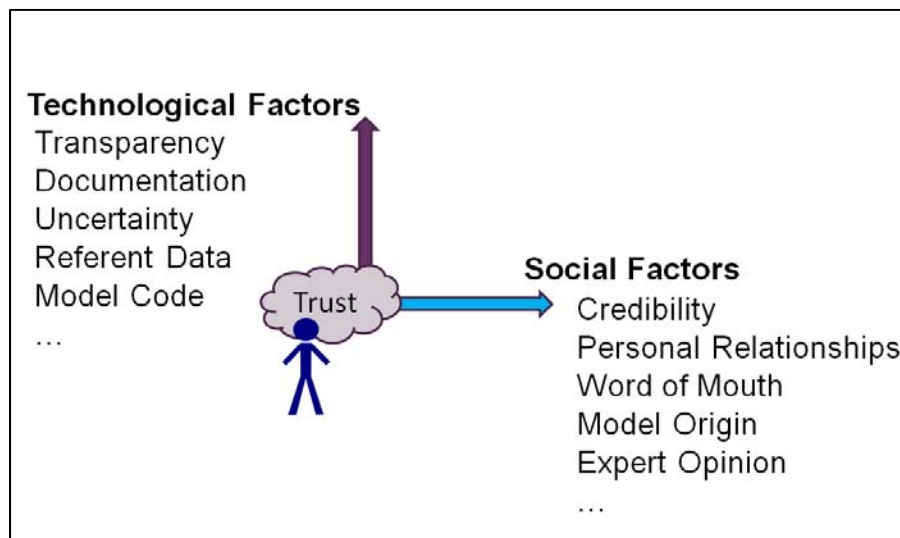 Technological Factors
Transparency
Documentation
Uncertainty
Referent Data
Model Code
...
Trust
Social Factors
Credibility
Personal Relationships
Word of Mouth
Model Origin
Expert Opinion
...